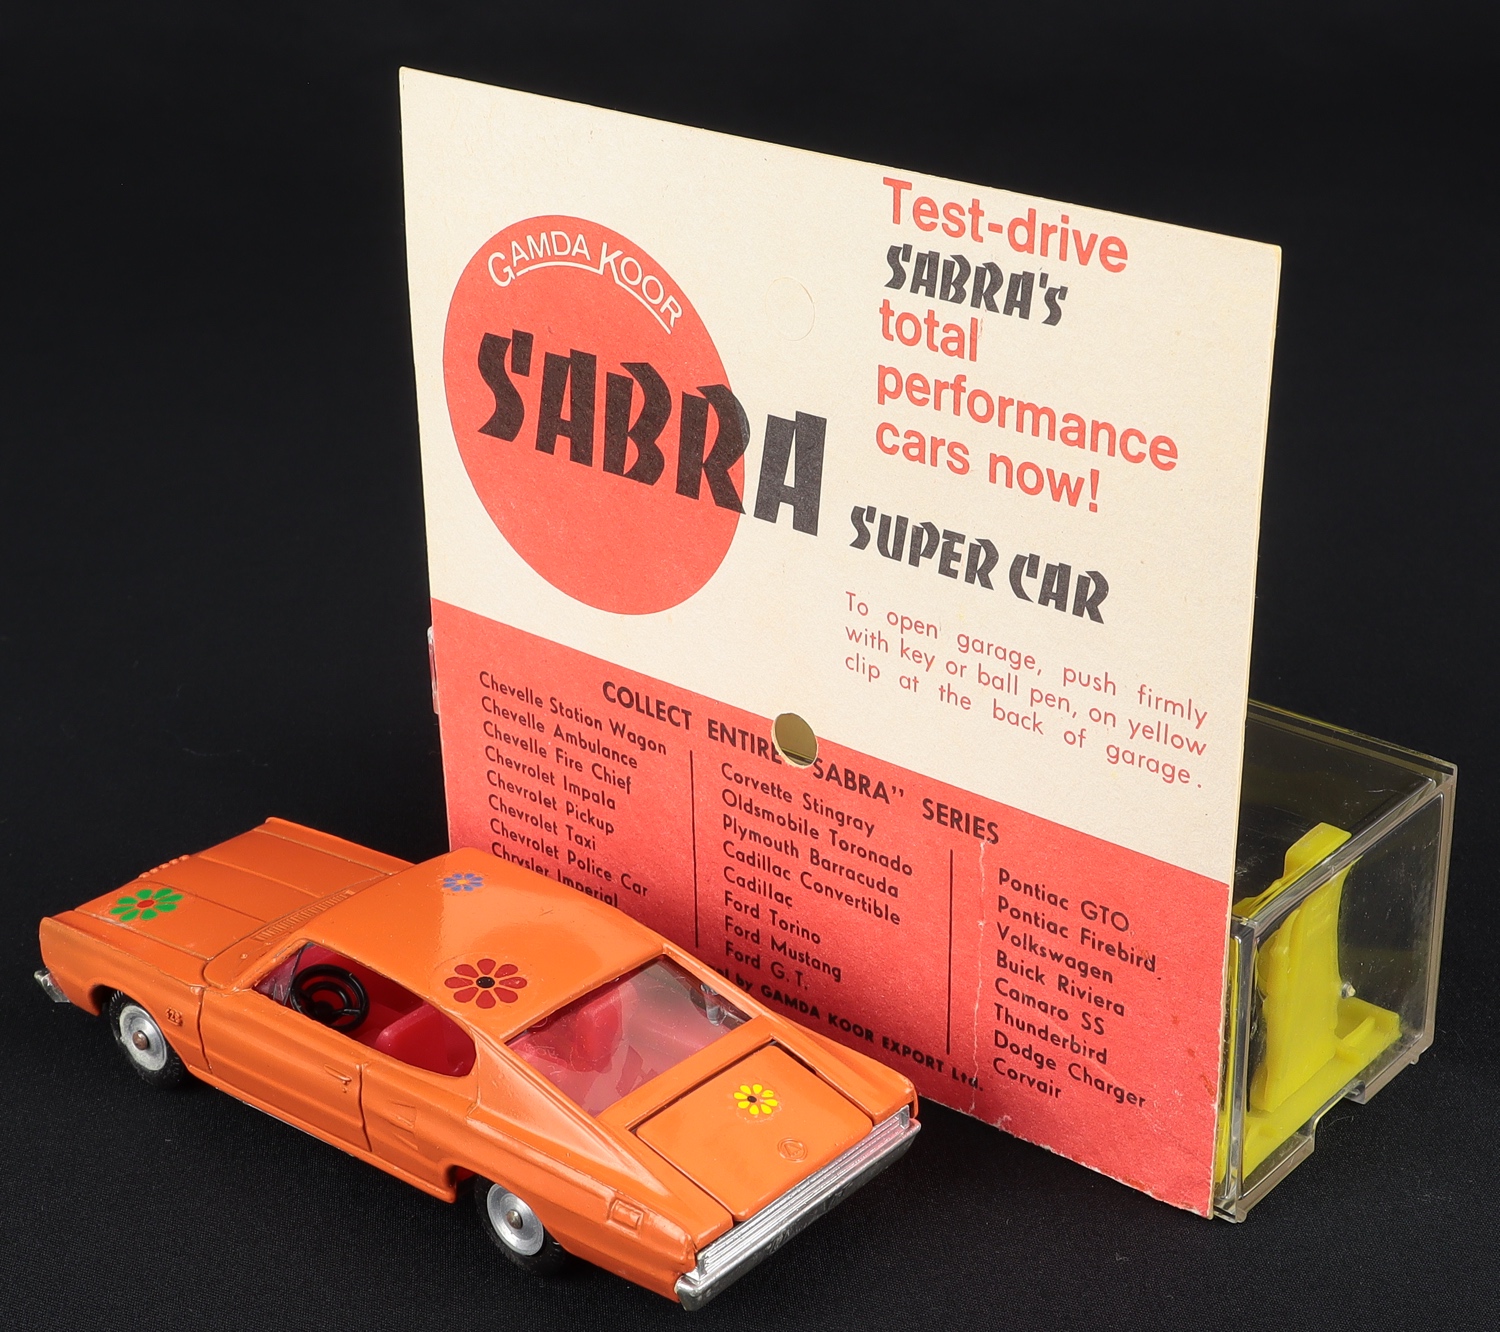 GAMDA KOOR
SABRA
Test-drive
SABRA'S
total
performance
cars now!
SUPER CAR
To open garage, push firmly
with key or ball pen, on yellow
clip at the back of garage.
COLLECT ENTIRE "SABRA" SERIES
Chevelle Station Wagon
Chevelle Ambulance
Chevelle Fire Chief
Chevrolet Impala
Chevrolet Pickup
Chevrolet Taxi
Chevrolet Police Car
Chrysler Imperial
Corvette Stingray
Oldsmobile Toronado
Plymouth Barracuda
Cadillac Convertible
Cadillac
Ford Torino
Ford Mustang
Ford G. T.
Pontiac GTO
Pontiac Firebird
Volkswagen
Buick Riviera
Camaro SS
Thunderbird
Dodge Charger
Corvair
by GAMDA KOOR EXPORT Ltd.